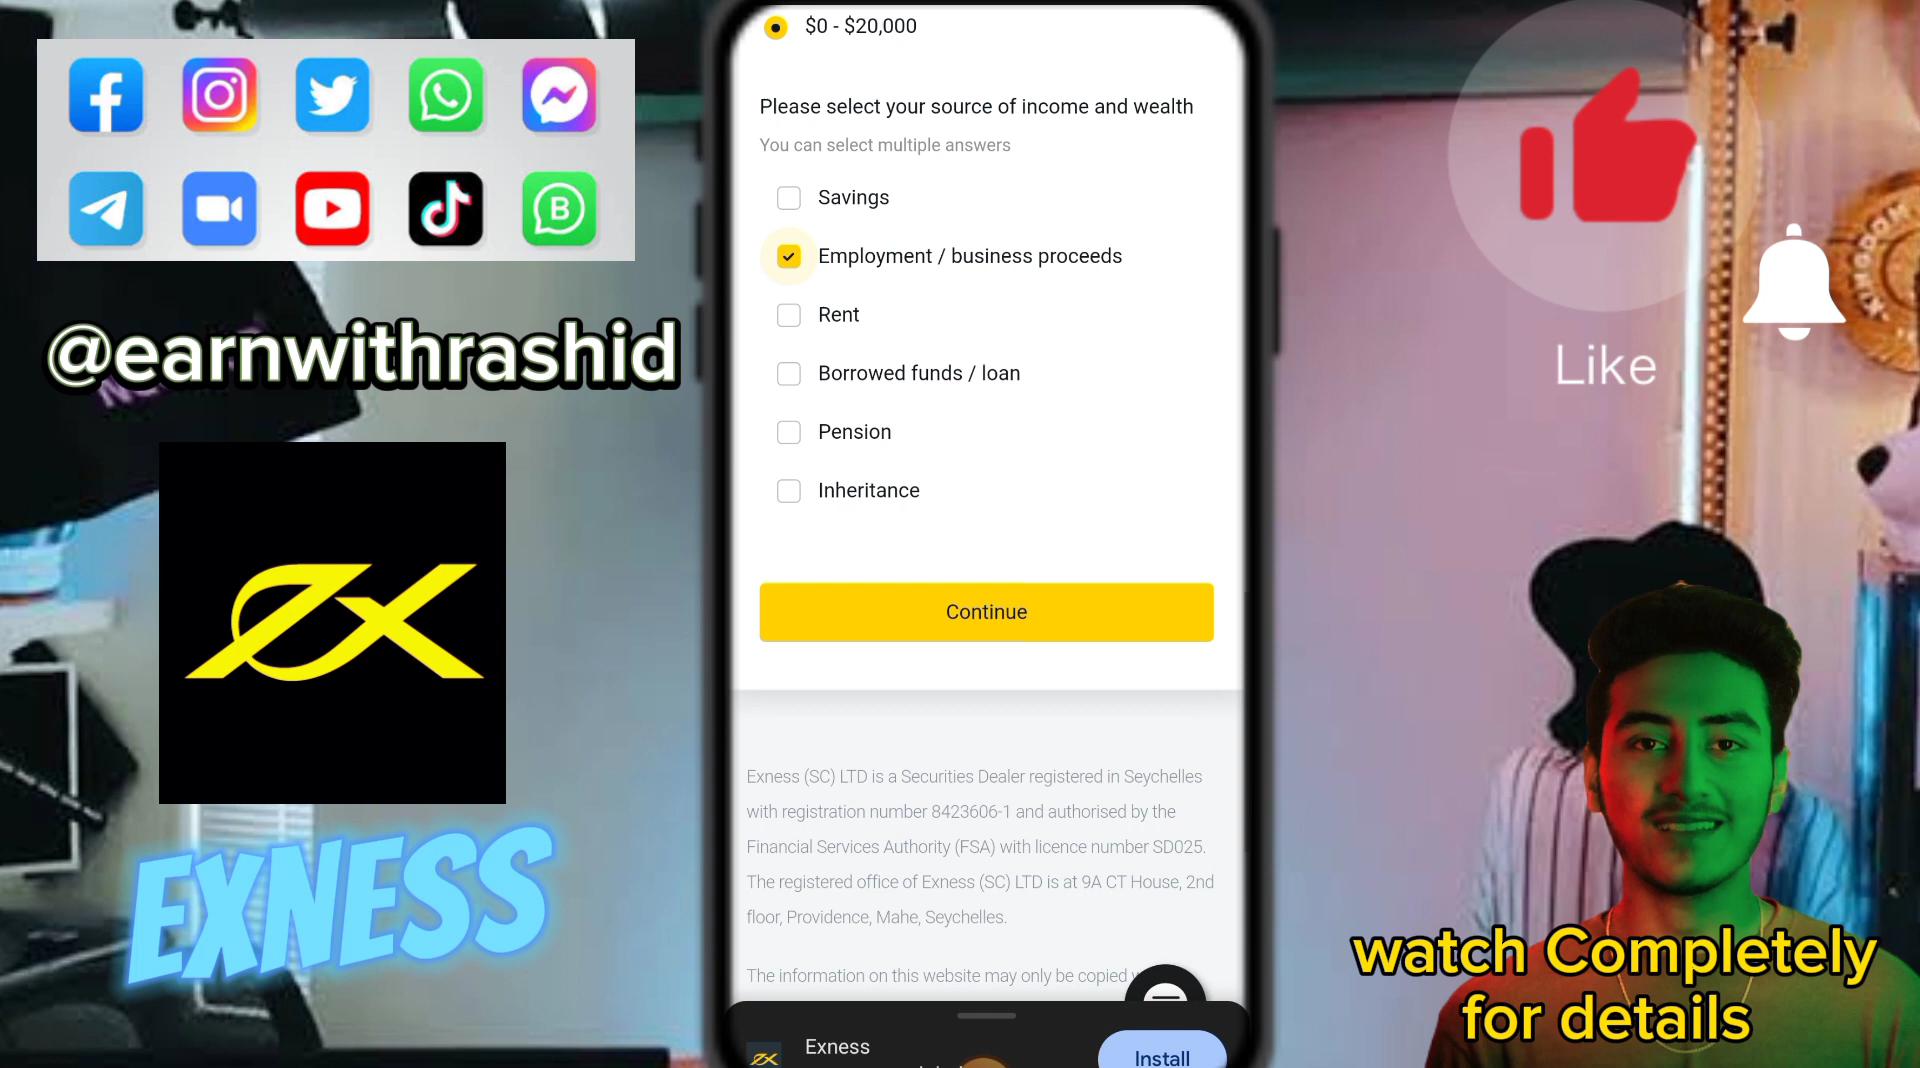 @earnwithrashid
EXNESS
$0 - $20,000
Please select your source of income and wealth
You can select multiple answers
Savings
Employment / business proceeds
Rent
Borrowed funds / loan
Pension
Inheritance
Continue
Exness (SC) LTD is a Securities Dealer registered in Seychelles
with registration number 8423606-1 and authorised by the
Financial Services Authority (FSA) with licence number SD025.
The registered office of Exness (SC) LTD is at 9A CT House, 2nd
floor, Providence, Mahe, Seychelles.
The information on this website may only be copied
Exness
Install
Like
KINGDOM
watch Completely
for details